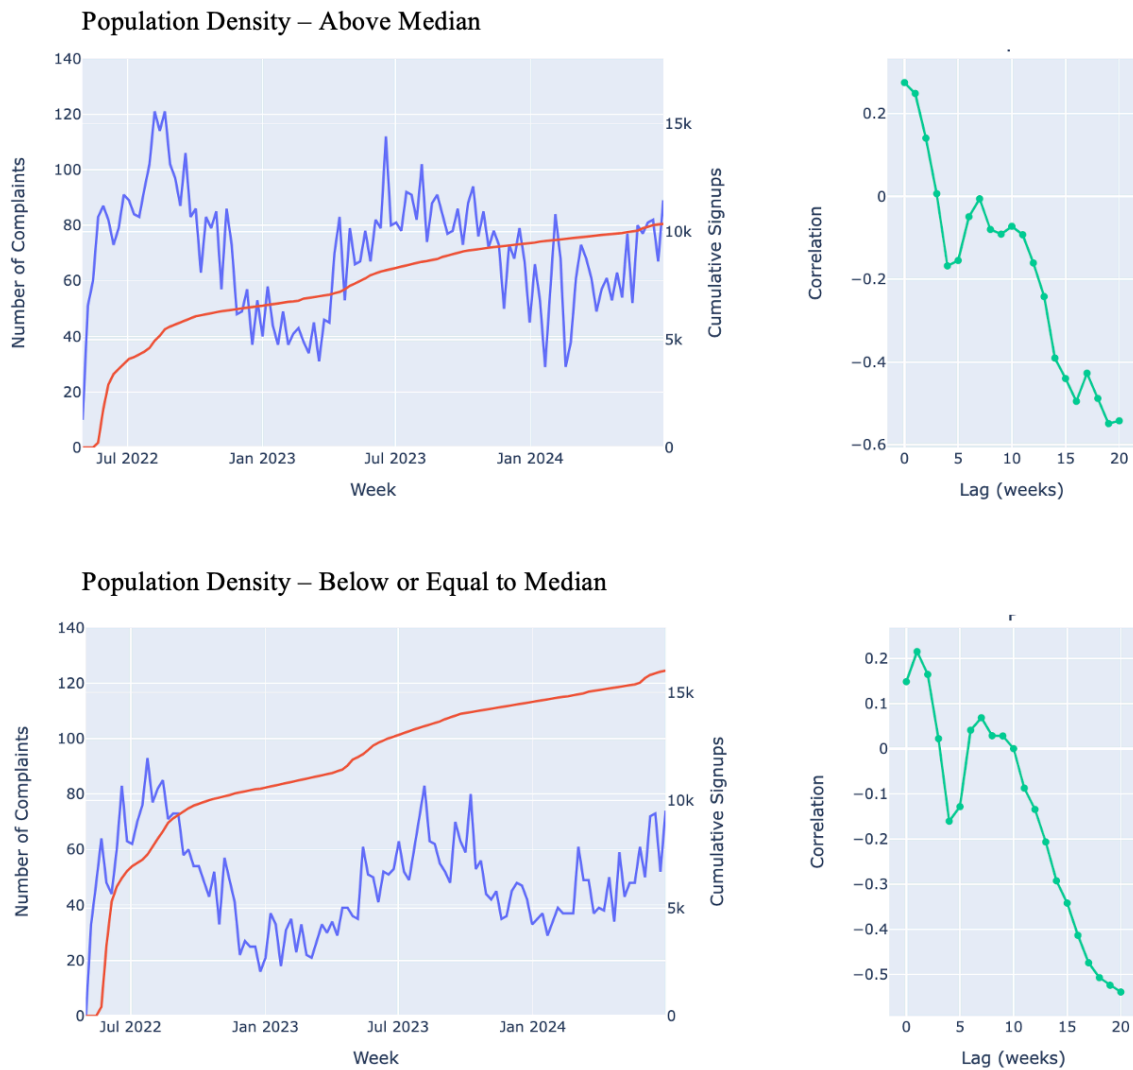 Population Density – Above Median
140
120
100
80
60
40
20
0
Number of Complaints
15k
10k
5k
0
Cumulative Signups
Jul 2022 Jan 2023 Jul 2023 Jan 2024
Week
0.2
0
−0.2
−0.4
−0.6
Correlation
0 5 10 15 20
Lag (weeks)
Population Density – Below or Equal to Median
140
120
100
80
60
40
20
0
Number of Complaints
15k
10k
5k
0
Cumulative Signups
Jul 2022 Jan 2023 Jul 2023 Jan 2024
Week
0.2
0.1
0
−0.1
−0.2
−0.3
−0.4
−0.5
Correlation
0 5 10 15 20
Lag (weeks)